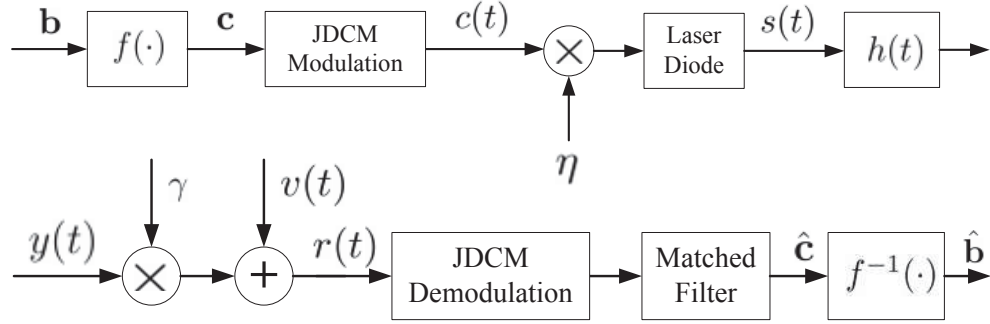 b
f(·)
c
JDCM
Modulation
c(t)
×
η
Laser
Diode
s(t)
h(t)
y(t)
γ
×
v(t)
+
r(t)
JDCM
Demodulation
Matched
Filter
ĉ
f⁻¹(·)
b̂